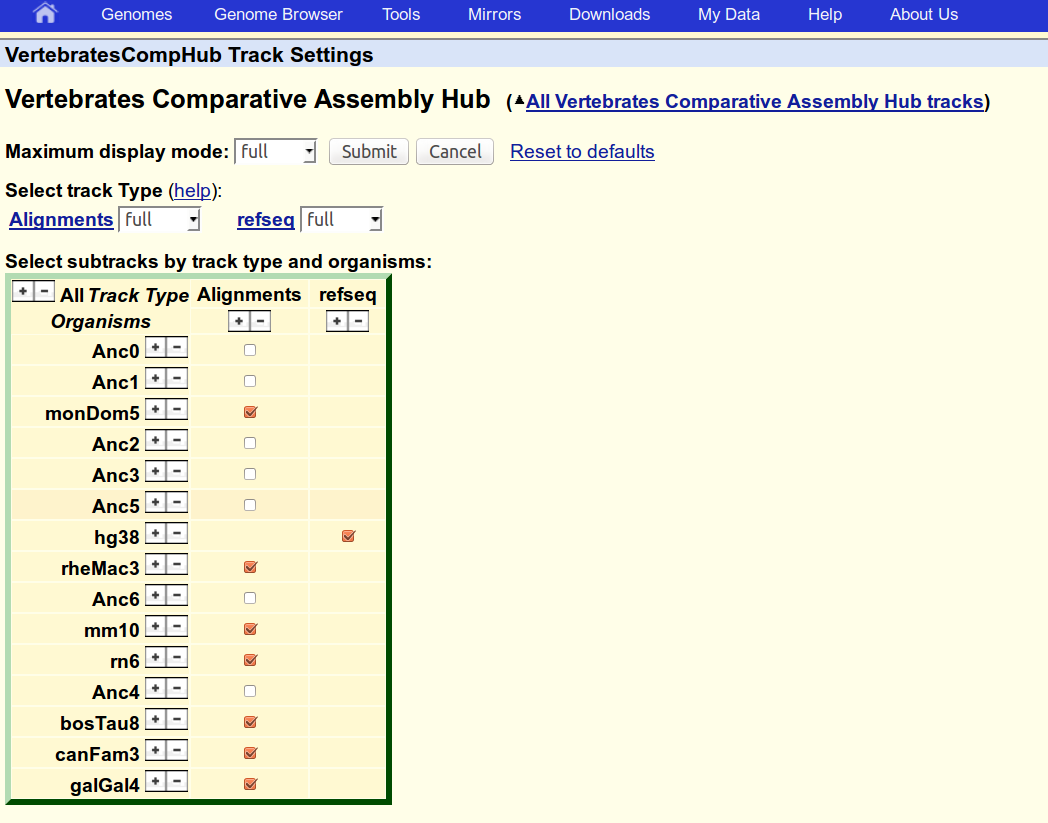 Genomes Genome Browser Tools Mirrors Downloads My Data Help About Us
VertebratesCompHub Track Settings
Vertebrates Comparative Assembly Hub (▲All Vertebrates Comparative Assembly Hub tracks)
Maximum display mode: full Submit Cancel Reset to defaults
Select track Type (help):
Alignments full refseq full
Select subtracks by track type and organisms:
+ - All Track Type Alignments refseq
Organisms + - + -
Anc0 + -
Anc1 + -
monDom5 + -
Anc2 + -
Anc3 + -
Anc5 + -
hg38 + -
rheMac3 + -
Anc6 + -
mm10 + -
rn6 + -
Anc4 + -
bosTau8 + -
canFam3 + -
galGal4 + -